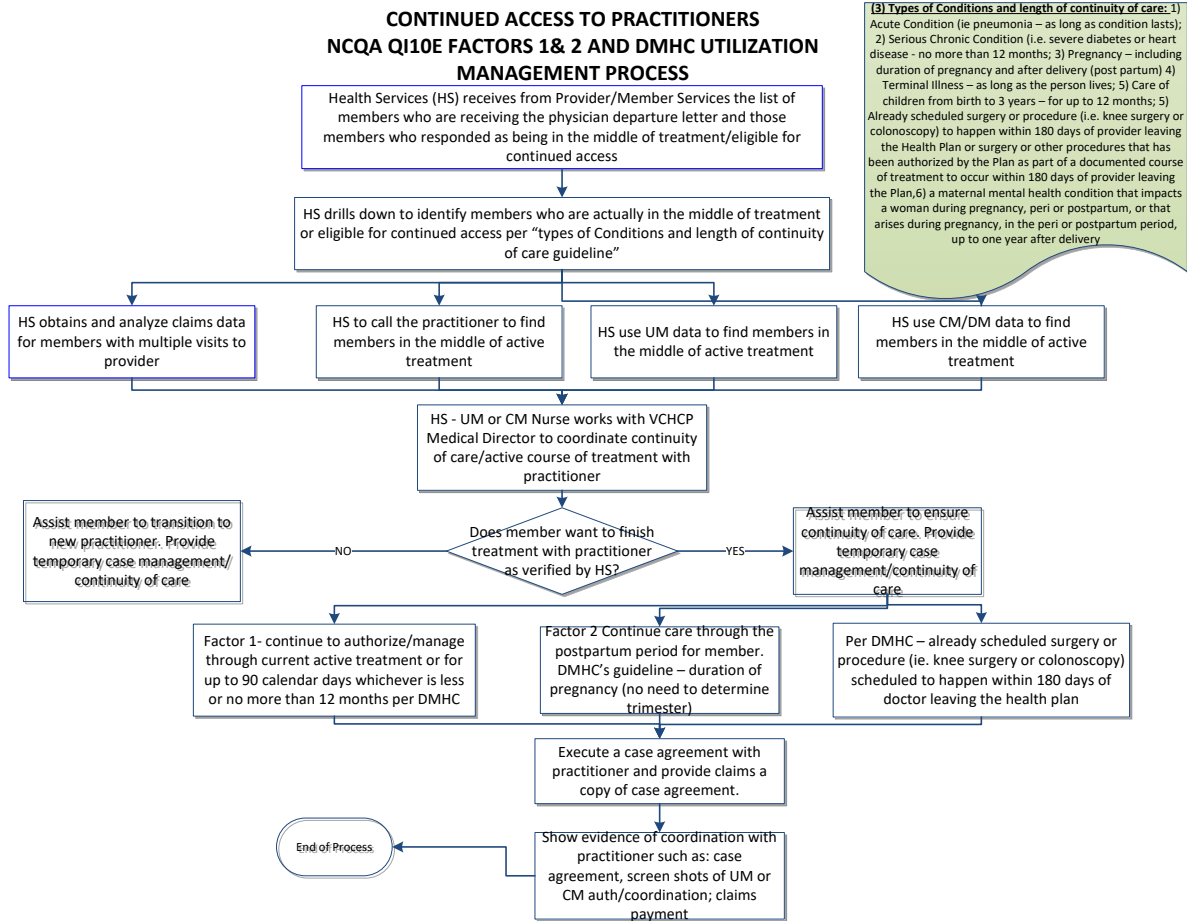 CONTINUED ACCESS TO PRACTITIONERS
NCQA QI10E FACTORS 1& 2 AND DMHC UTILIZATION
MANAGEMENT PROCESS
(3) Types of Conditions and length of continuity of care: 1)
Acute Condition (ie pneumonia – as long as condition lasts);
2) Serious Chronic Condition (i.e. severe diabetes or heart
disease - no more than 12 months; 3) Pregnancy – including
duration of pregnancy and after delivery (post partum) 4)
Terminal Illness – as long as the person lives; 5) Care of
children from birth to 3 years – for up to 12 months; 5)
Already scheduled surgery or procedure (i.e. knee surgery or
colonoscopy) to happen within 180 days of provider leaving
the Health Plan or surgery or other procedures that has
been authorized by the Plan as part of a documented course
of treatment to occur within 180 days of provider leaving
the Plan,6) a maternal mental health condition that impacts
a woman during pregnancy, peri or postpartum, or that
arises during pregnancy, in the peri or postpartum period,
up to one year after delivery
Health Services (HS) receives from Provider/Member Services the list of
members who are receiving the physician departure letter and those
members who responded as being in the middle of treatment/eligible for
continued access
HS drills down to identify members who are actually in the middle of treatment
or eligible for continued access per “types of Conditions and length of continuity
of care guideline”
HS obtains and analyze claims data
for members with multiple visits to
provider
HS to call the practitioner to find
members in the middle of active
treatment
HS use UM data to find members in
the middle of active treatment
HS use CM/DM data to find
members in the middle of active
treatment
HS - UM or CM Nurse works with VCHCP
Medical Director to coordinate continuity
of care/active course of treatment with
practitioner
Assist member to transition to
new practitioner. Provide
temporary case management/
continuity of care
NO
Does member want to finish
treatment with practitioner
as verified by HS?
YES
Assist member to ensure
continuity of care. Provide
temporary case
management/continuity of
care
Factor 1- continue to authorize/manage
through current active treatment or for
up to 90 calendar days whichever is less
or no more than 12 months per DMHC
Factor 2 Continue care through the
postpartum period for member.
DMHC’s guideline – duration of
pregnancy (no need to determine
trimester)
Per DMHC – already scheduled surgery or
procedure (ie. knee surgery or colonoscopy)
scheduled to happen within 180 days of
doctor leaving the health plan
Execute a case agreement with
practitioner and provide claims a
copy of case agreement.
End of Process
Show evidence of coordination with
practitioner such as: case
agreement, screen shots of UM or
CM auth/coordination; claims
payment